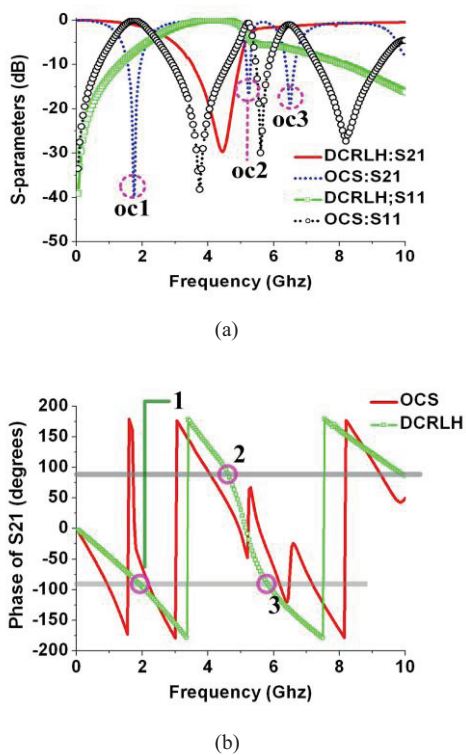 0
-10
-20
-30
-40
-50
S-parameters (dB)
oc1
oc2
oc3
DCRLH:S21
OCS:S21
DCRLH;S11
OCS:S11
0 2 4 6 8 10
Frequency (Ghz)
(a)
200
150
100
50
0
-50
-100
-150
-200
Phase of S21 (degrees)
1
2
3
OCS
DCRLH
0 2 4 6 8 10
Frequency (Ghz)
(b)